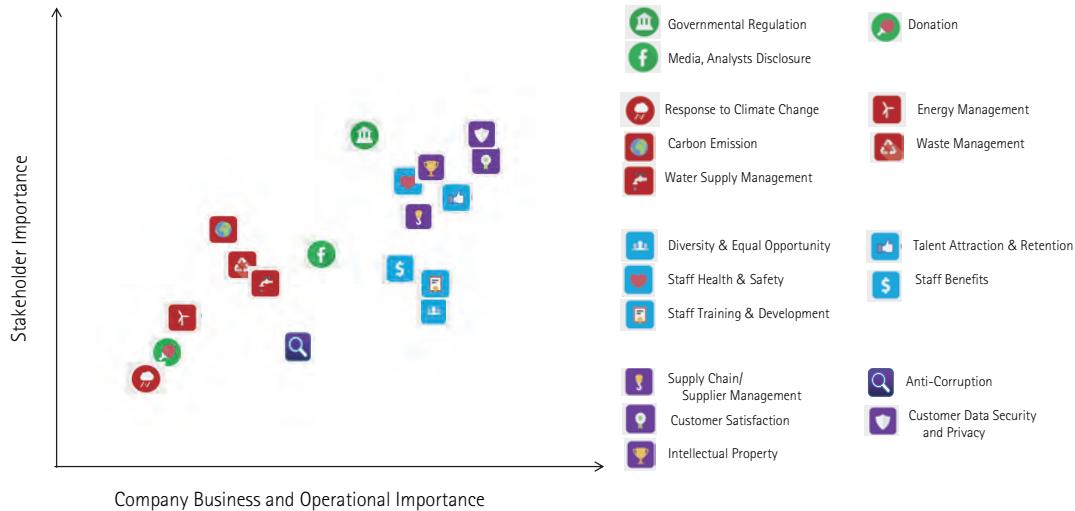 Stakeholder Importance
Company Business and Operational Importance
Governmental Regulation
Donation
Media, Analysts Disclosure
Response to Climate Change
Energy Management
Carbon Emission
Waste Management
Water Supply Management
Diversity & Equal Opportunity
Talent Attraction & Retention
Staff Health & Safety
Staff Benefits
Staff Training & Development
Supply Chain/
Supplier Management
Anti-Corruption
Customer Satisfaction
Customer Data Security
and Privacy
Intellectual Property